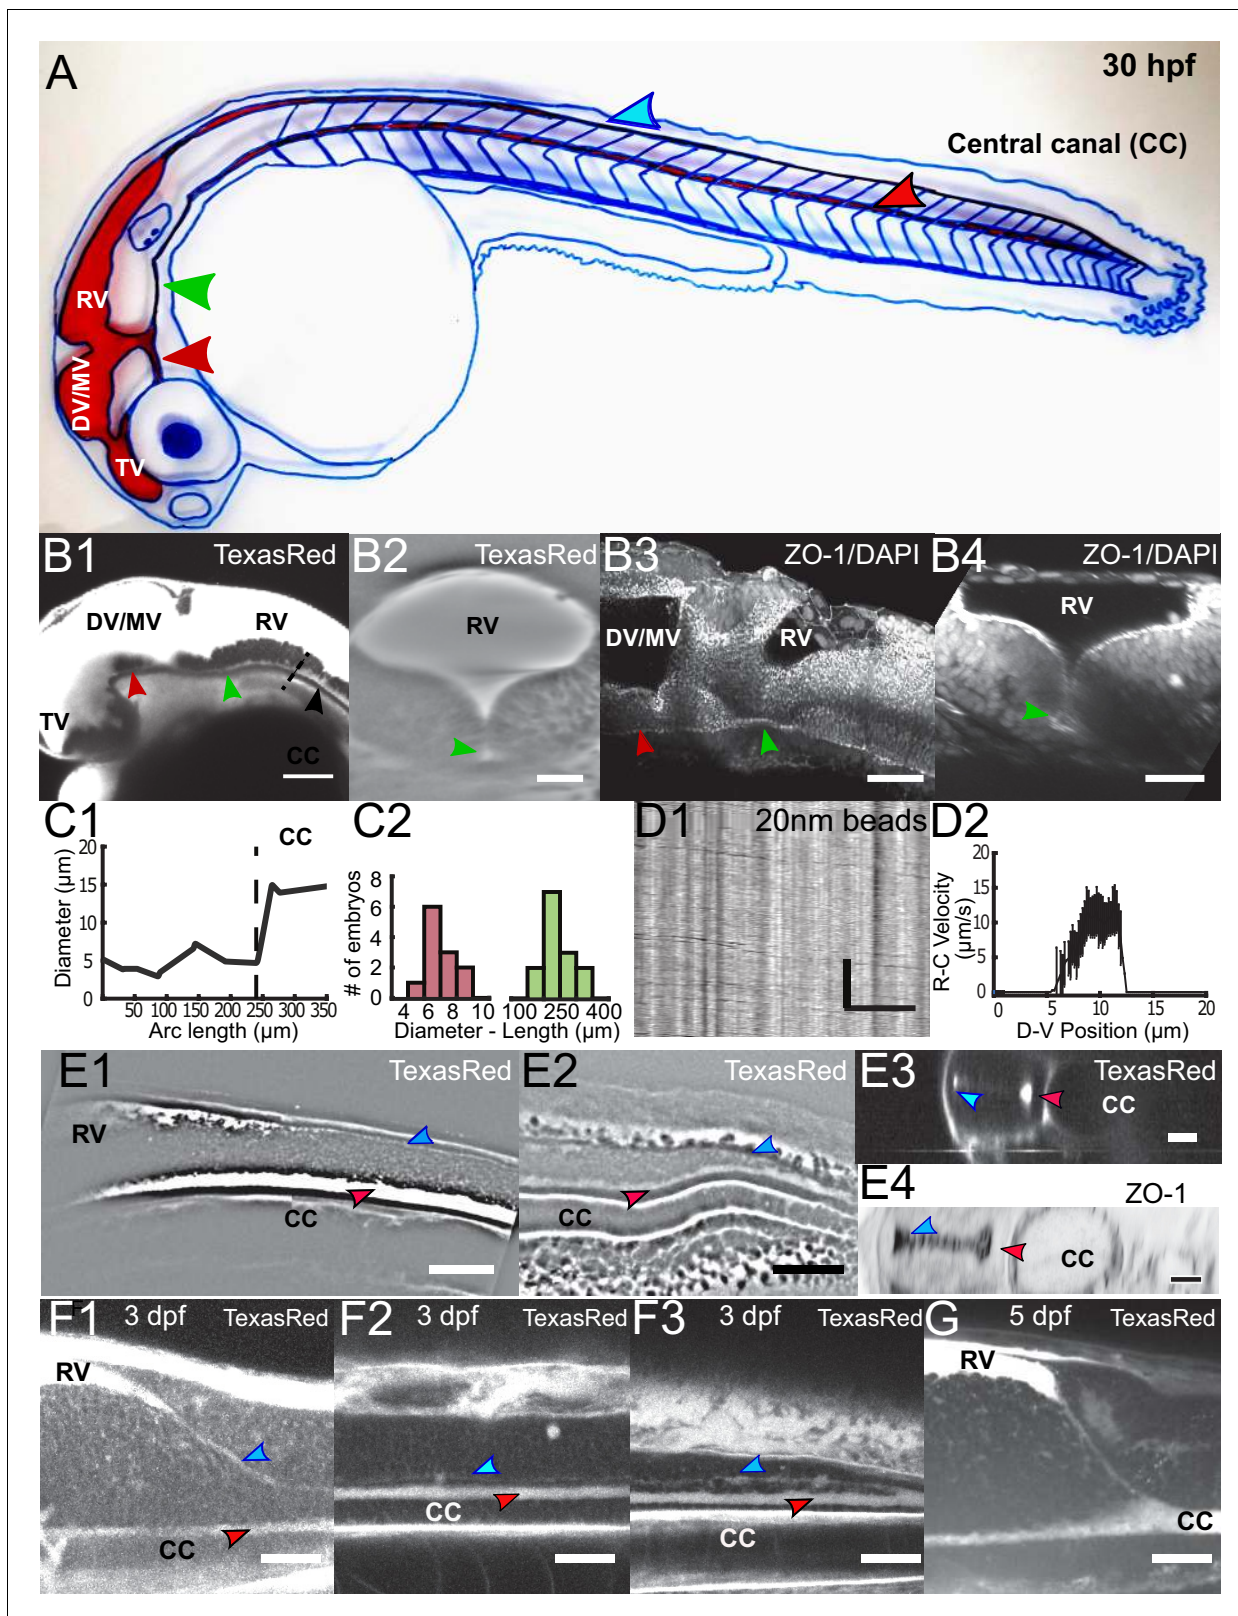 A
30 hpf
Central canal (CC)
RV
DV/MV
TV
B1
TexasRed
DV/MV
RV
TV
CC
B2
TexasRed
RV
B3
ZO-1/DAPI
DV/MV
RV
B4
ZO-1/DAPI
RV
C1
CC
20
15
10
5
0
Diameter (µm)
0 50 100 150 200 250 300 350
Arc length (µm)
C2
8
6
4
2
0
# of embryos
4 6 8 10 100 250 400
Diameter - Length (µm)
D1
20nm beads
D2
20
15
10
5
0
R-C Velocity
(µm/s)
0 5 10 15 20
D-V Position (µm)
E1
TexasRed
RV
CC
E2
TexasRed
CC
E3
TexasRed
CC
E4
ZO-1
CC
F
F1
3 dpf
TexasRed
RV
CC
F2
3 dpf
TexasRed
CC
F3
3 dpf
TexasRed
CC
G
5 dpf
TexasRed
RV
CC